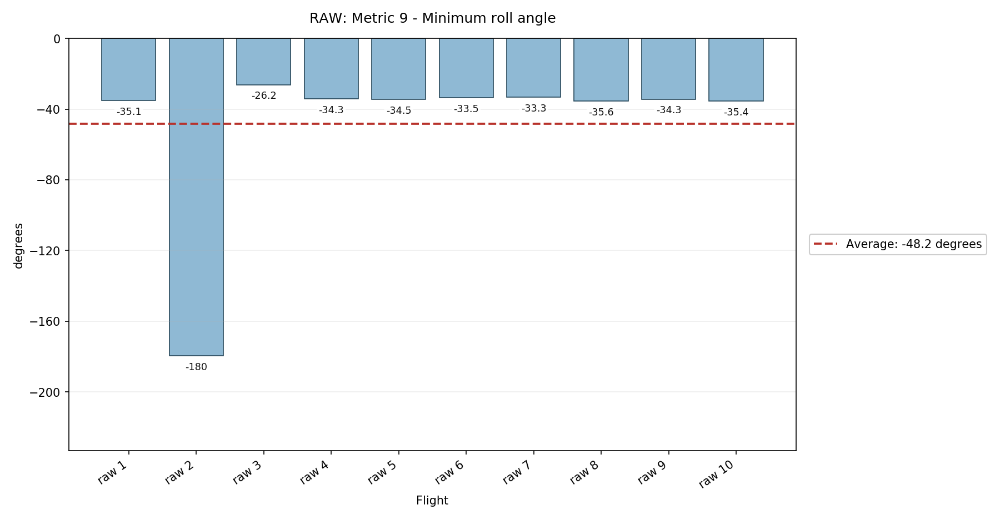 RAW: Metric 9 - Minimum roll angle
0
−40
−80
−120
−160
−200
degrees
-35.1
-180
-26.2
-34.3
-34.5
-33.5
-33.3
-35.6
-34.3
-35.4
Average: -48.2 degrees
raw 1
raw 2
raw 3
raw 4
raw 5
raw 6
raw 7
raw 8
raw 9
raw 10
Flight